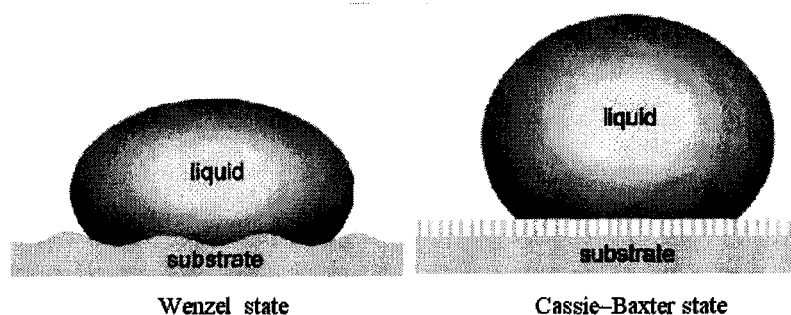 liquid
substrate
Wenzel state
liquid
substrate
Cassie–Baxter state